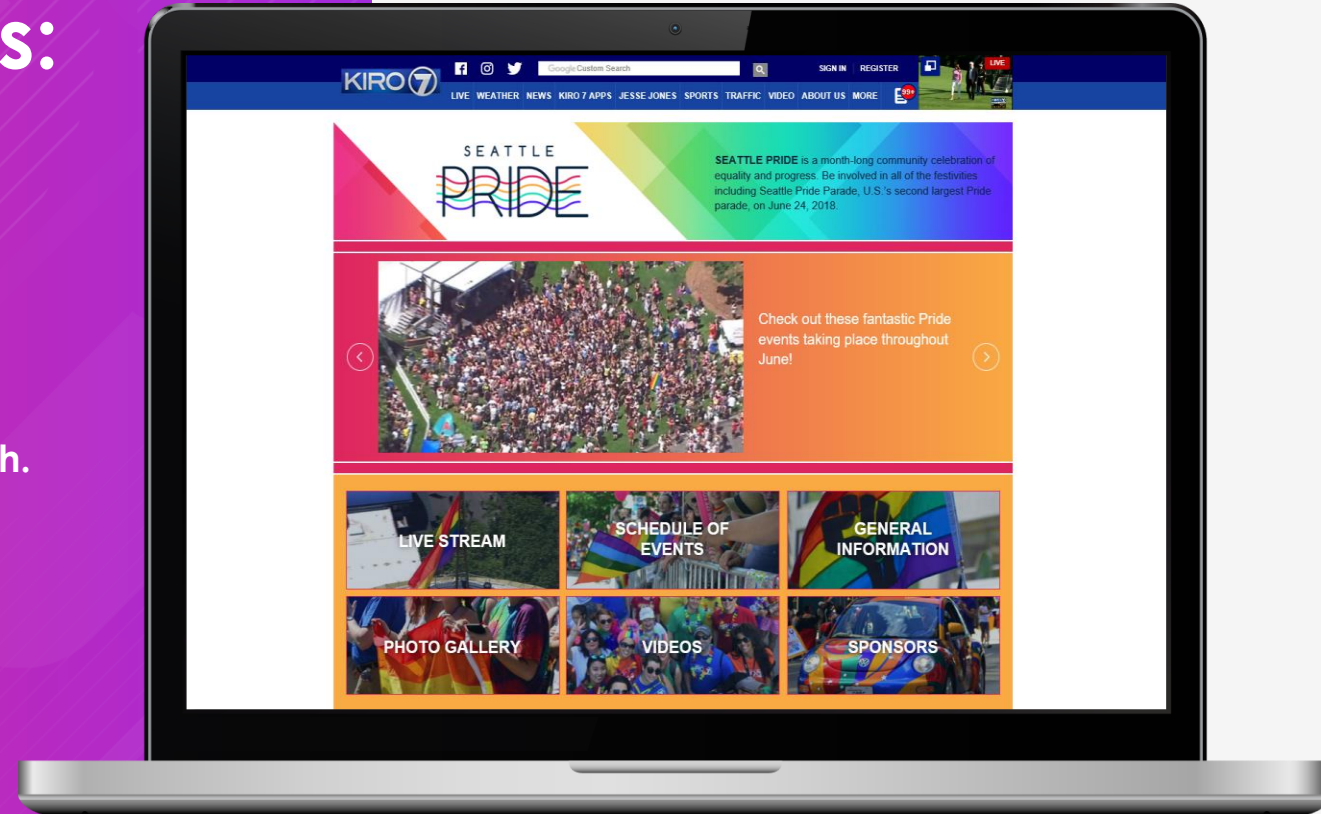 s:
h.
KIRO 7
Google Custom Search
SIGN IN REGISTER
LIVE
LIVE WEATHER NEWS KIRO 7 APPS JESSE JONES SPORTS TRAFFIC VIDEO ABOUT US MORE 99+
SEATTLE
PRIDE
SEATTLE PRIDE is a month-long community celebration of
equality and progress. Be involved in all of the festivities
including Seattle Pride Parade, U.S.'s second largest Pride
parade, on June 24, 2018.
Check out these fantastic Pride
events taking place throughout
June!
LIVE STREAM
SCHEDULE OF
EVENTS
GENERAL
INFORMATION
PHOTO GALLERY
VIDEOS
SPONSORS